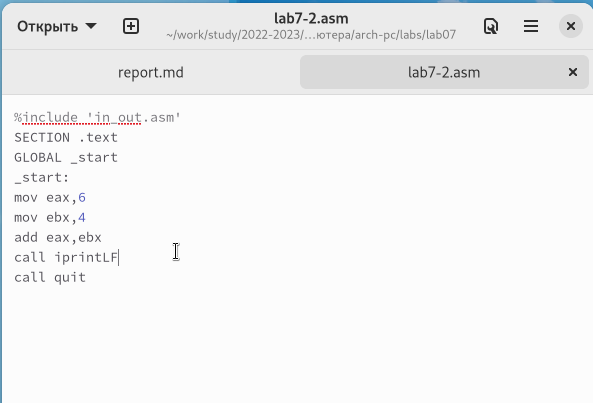 Открыть
lab7-2.asm
~/work/study/2022-2023/…ютера/arch-pc/labs/lab07
report.md
lab7-2.asm
%include 'in_out.asm'
SECTION .text
GLOBAL _start
_start:
mov eax,6
mov ebx,4
add eax,ebx
call iprintLF
call quit